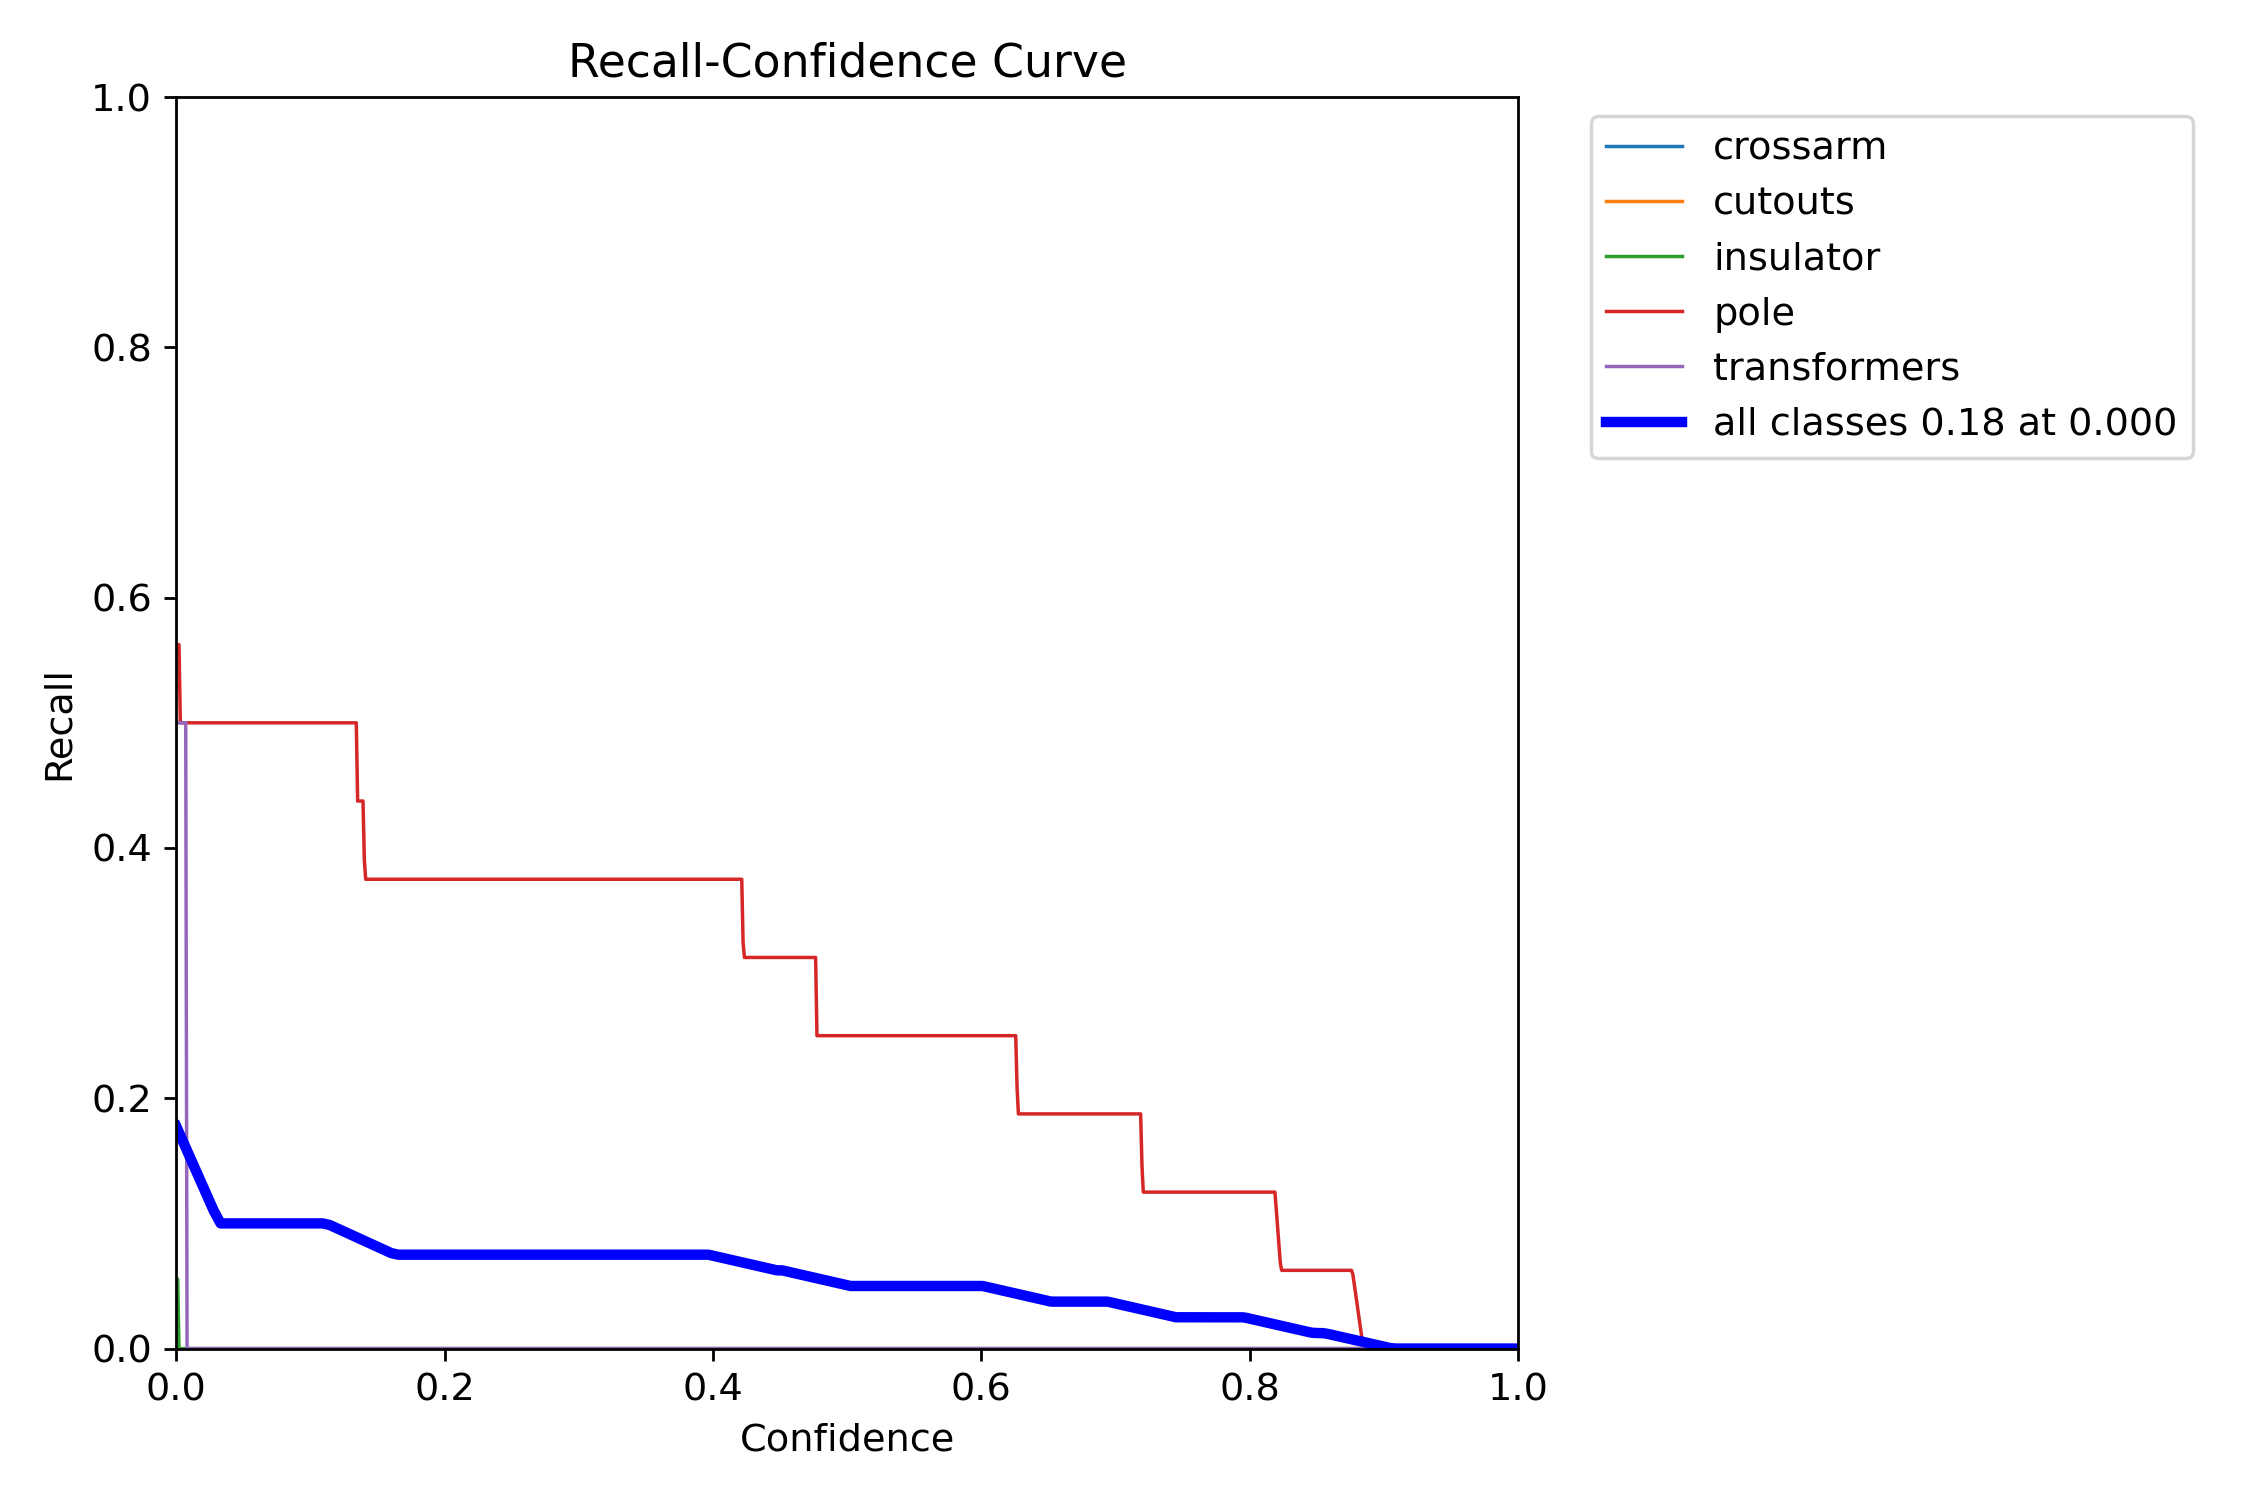 Recall-Confidence Curve
1.0
0.8
0.6
0.4
0.2
0.0
Recall
0.0 0.2 0.4 0.6 0.8 1.0
Confidence
crossarm
cutouts
insulator
pole
transformers
all classes 0.18 at 0.000